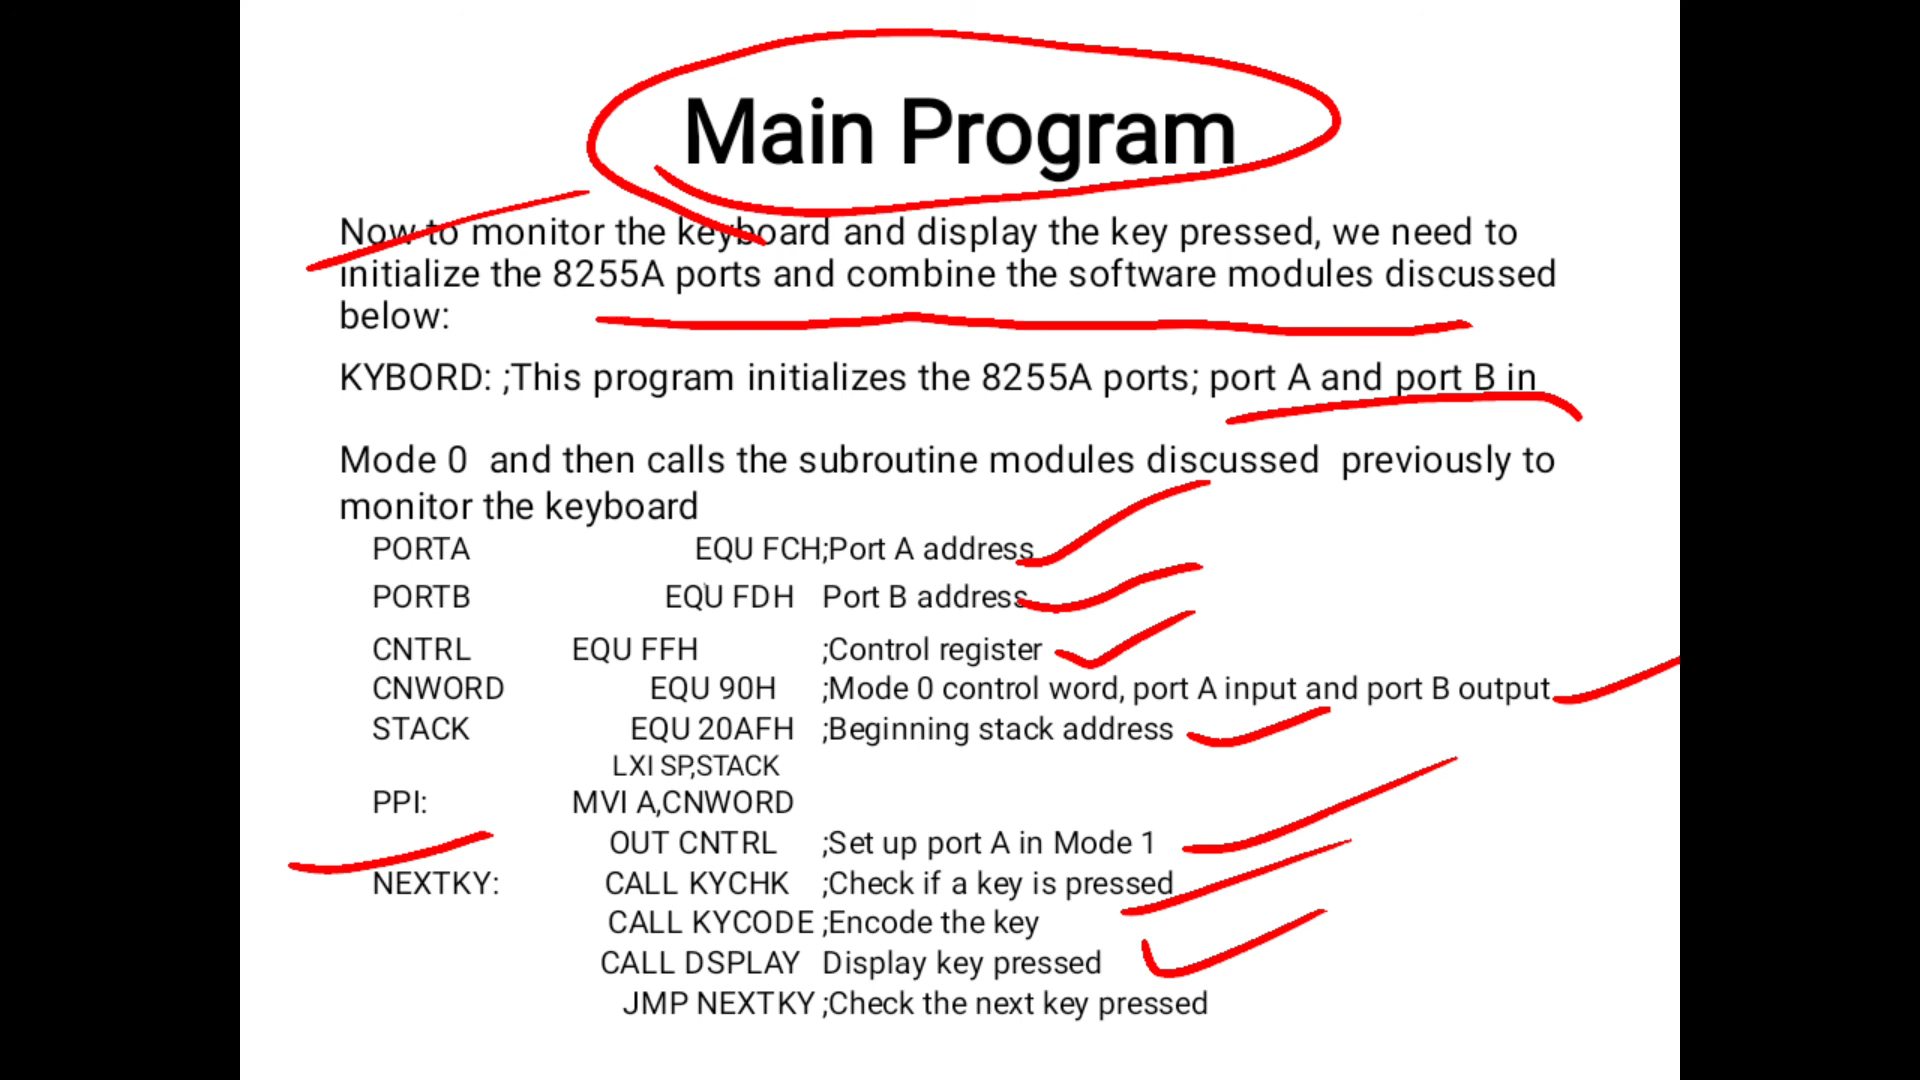 Main Program
Now to monitor the keyboard and display the key pressed, we need to
initialize the 8255A ports and combine the software modules discussed
below:
KYBORD: ;This program initializes the 8255A ports; port A and port B in
Mode 0 and then calls the subroutine modules discussed previously to
monitor the keyboard
PORTA EQU FCH;Port A address
PORTB EQU FDH Port B address
CNTRL EQU FFH ;Control register
CNWORD EQU 90H ;Mode 0 control word, port A input and port B output
STACK EQU 20AFH ;Beginning stack address
LXI SP,STACK
PPI: MVI A,CNWORD
OUT CNTRL ;Set up port A in Mode 1
NEXTKY: CALL KYCHK ;Check if a key is pressed
CALL KYCODE ;Encode the key
CALL DSPLAY Display key pressed
JMP NEXTKY ;Check the next key pressed